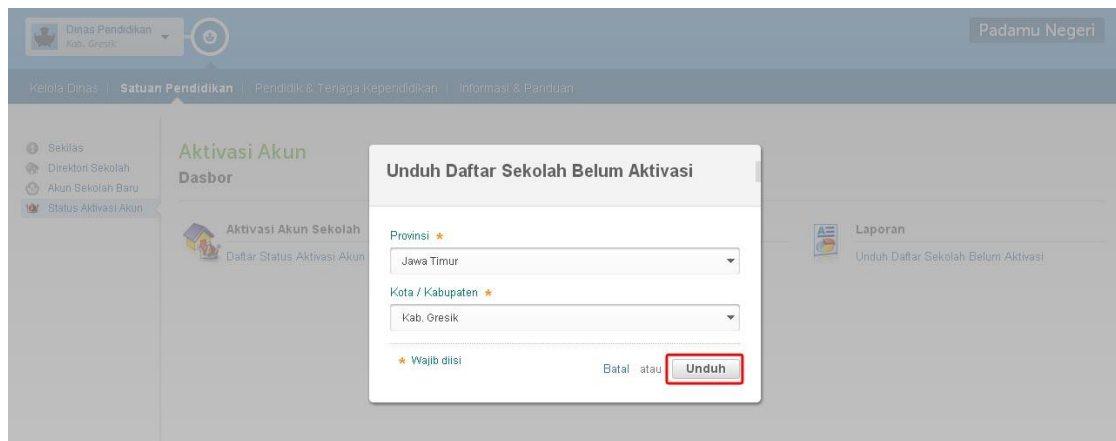 Dinas Pendidikan
Kab. Gresik
Padamu Negeri
Kelola Dinas
Satuan Pendidikan
Pendidik & Tenaga Kependidikan
Informasi & Panduan
Sekilas
Direktori Sekolah
Akun Sekolah Baru
Status Aktivasi Akun
Aktivasi Akun
Dasbor
Aktivasi Akun Sekolah
Daftar Status Aktivasi Akun
Unduh Daftar Sekolah Belum Aktivasi
Provinsi ★
Jawa Timur
Kota / Kabupaten ★
Kab. Gresik
★ Wajib diisi
Batal atau Unduh
Laporan
Unduh Daftar Sekolah Belum Aktivasi